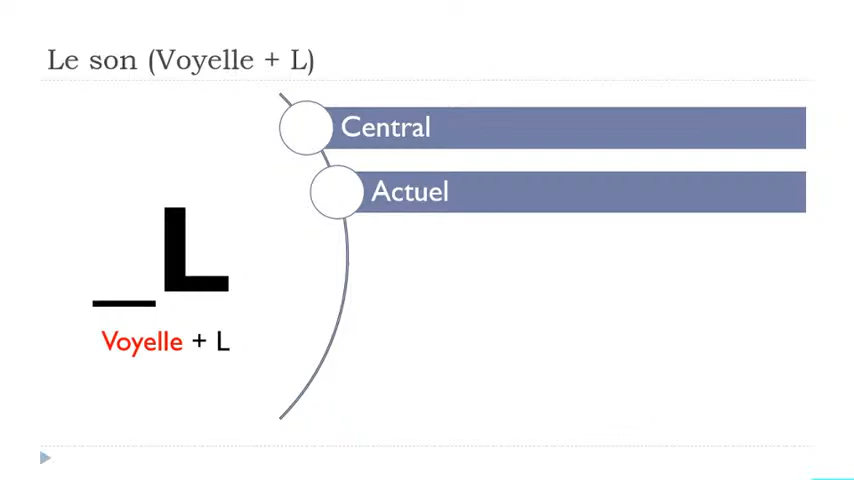 Le son (Voyelle + L)
Central
Actuel
_L
Voyelle + L